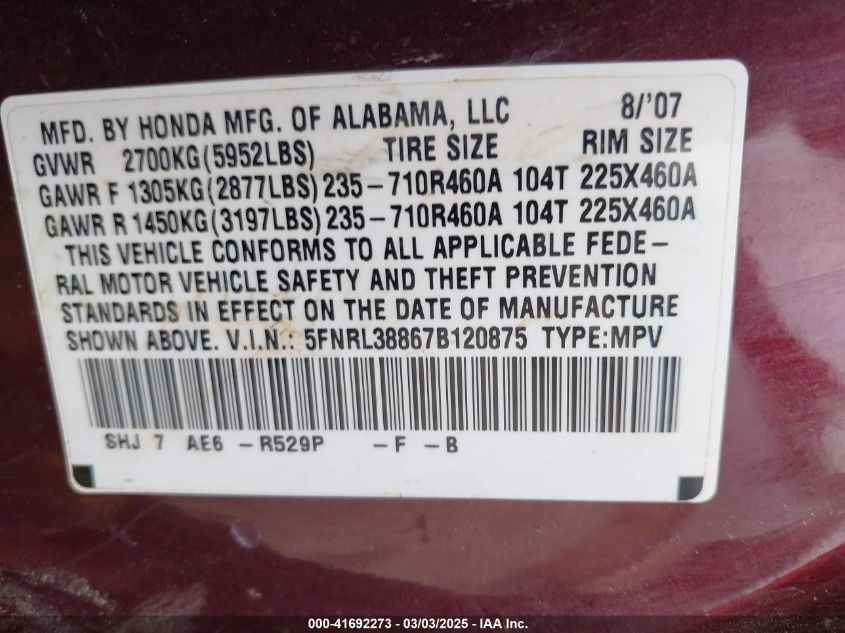 MFD. BY HONDA MFG. OF ALABAMA, LLC 8/'07
GVWR 2700KG(5952LBS) TIRE SIZE RIM SIZE
GAWR F 1305KG(2877LBS) 235-710R460A 104T 225X460A
GAWR R 1450KG(3197LBS) 235-710R460A 104T 225X460A
THIS VEHICLE CONFORMS TO ALL APPLICABLE FEDE-
RAL MOTOR VEHICLE SAFETY AND THEFT PREVENTION
STANDARDS IN EFFECT ON THE DATE OF MANUFACTURE
SHOWN ABOVE. V.I.N.: 5FNRL38867B120875 TYPE:MPV
SHJ 7 AE6 -R529P -F -B
000-41692273 - 03/03/2025 - IAA Inc.